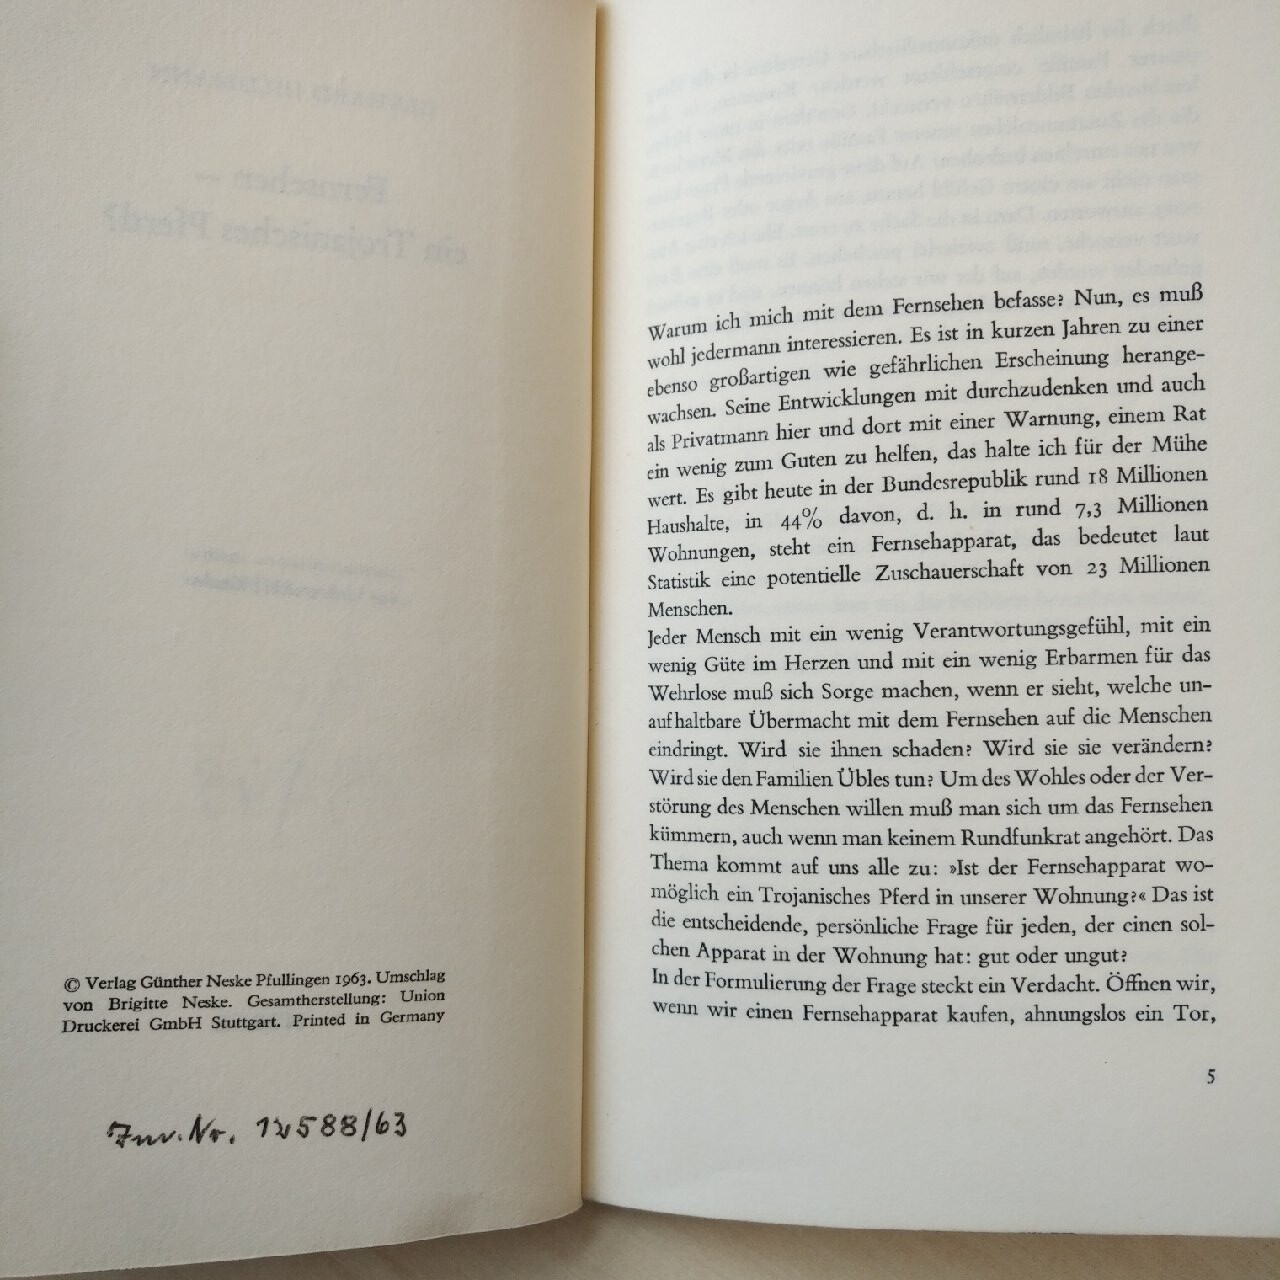 © Verlag Günther Neske Pfullingen 1963. Umschlag
von Brigitte Neske. Gesamtherstellung: Union
Druckerei GmbH Stuttgart. Printed in Germany
Inv. Nr. 12588/63
Warum ich mich mit dem Fernsehen befasse? Nun, es muß
wohl jedermann interessieren. Es ist in kurzen Jahren zu einer
ebenso großartigen wie gefährlichen Erscheinung herange-
wachsen. Seine Entwicklungen mit durchzudenken und auch
als Privatmann hier und dort mit einer Warnung, einem Rat
ein wenig zum Guten zu helfen, das halte ich für der Mühe
wert. Es gibt heute in der Bundesrepublik rund 18 Millionen
Haushalte, in 44% davon, d. h. in rund 7,3 Millionen
Wohnungen, steht ein Fernsehapparat, das bedeutet laut
Statistik eine potentielle Zuschauerschaft von 23 Millionen
Menschen.
Jeder Mensch mit ein wenig Verantwortungsgefühl, mit ein
wenig Güte im Herzen und mit ein wenig Erbarmen für das
Wehrlose muß sich Sorge machen, wenn er sieht, welche un-
aufhaltbare Übermacht mit dem Fernsehen auf die Menschen
eindringt. Wird sie ihnen schaden? Wird sie sie verändern?
Wird sie den Familien Übles tun? Um des Wohles oder der Ver-
störung des Menschen willen muß man sich um das Fernsehen
kümmern, auch wenn man keinem Rundfunkrat angehört. Das
Thema kommt auf uns alle zu: »Ist der Fernsehapparat wo-
möglich ein Trojanisches Pferd in unserer Wohnung?« Das ist
die entscheidende, persönliche Frage für jeden, der einen sol-
chen Apparat in der Wohnung hat: gut oder ungut?
In der Formulierung der Frage steckt ein Verdacht. Öffnen wir,
wenn wir einen Fernsehapparat kaufen, ahnungslos ein Tor,
5